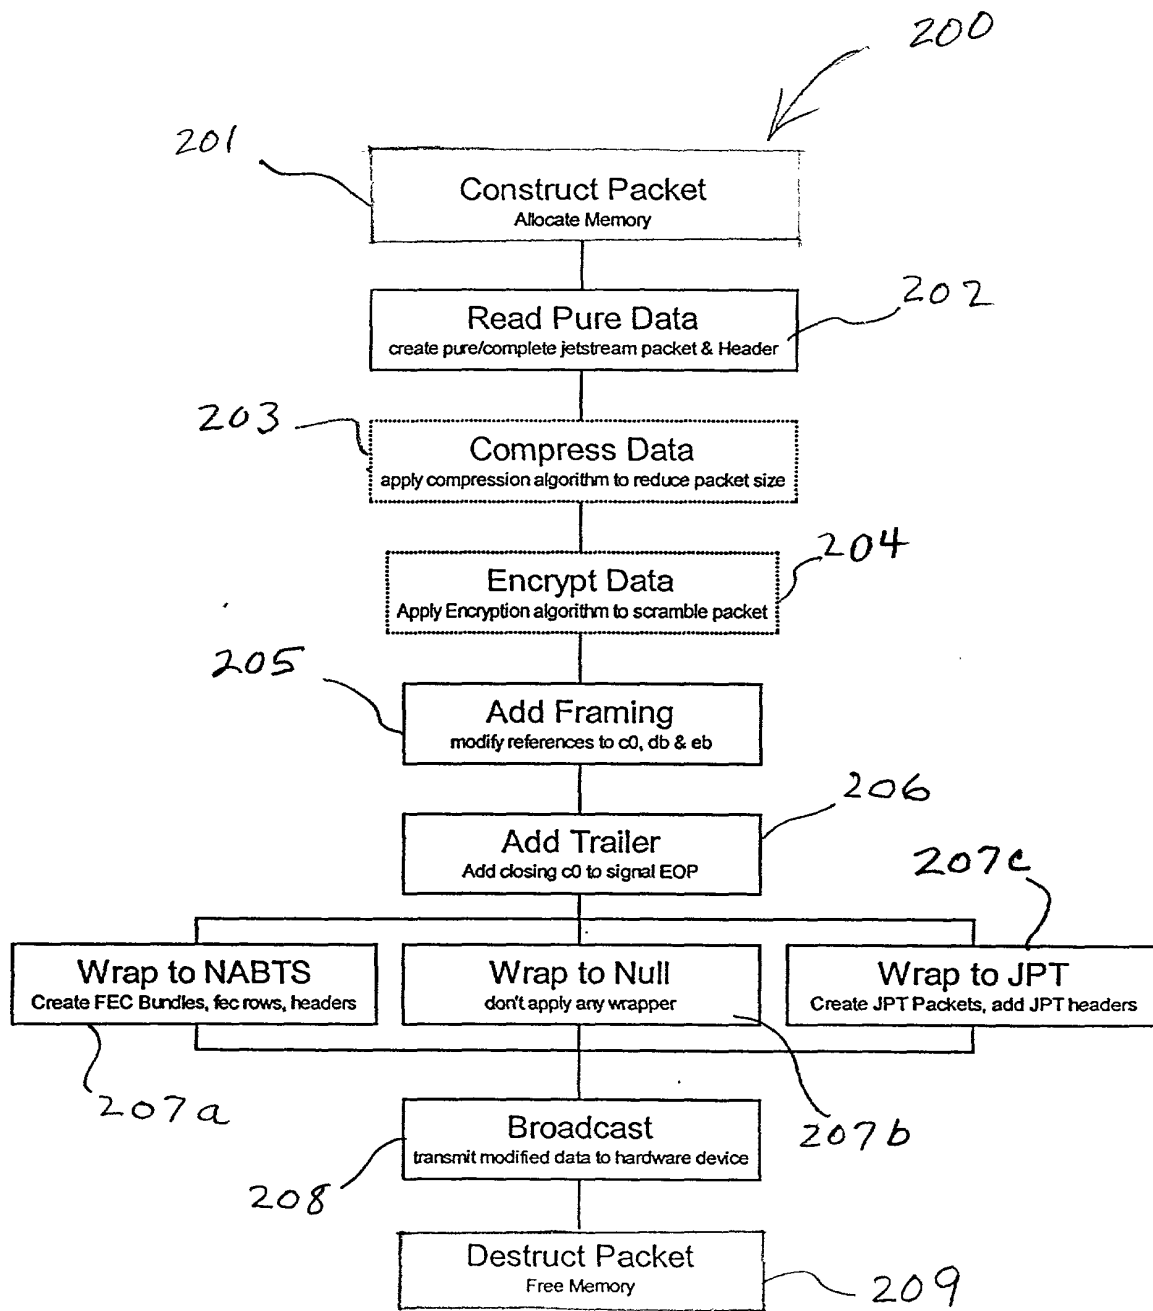 200
201
Construct Packet
Allocate Memory
202
Read Pure Data
create pure/complete jetstream packet & Header
203
Compress Data
apply compression algorithm to reduce packet size
204
Encrypt Data
Apply Encryption algorithm to scramble packet
205
Add Framing
modify references to c0, db & eb
206
Add Trailer
Add closing c0 to signal EOP
207c
Wrap to NABTS
Create FEC Bundles, fec rows, headers
Wrap to Null
don't apply any wrapper
Wrap to JPT
Create JPT Packets, add JPT headers
207a
207b
Broadcast
transmit modified data to hardware device
208
Destruct Packet
Free Memory
209